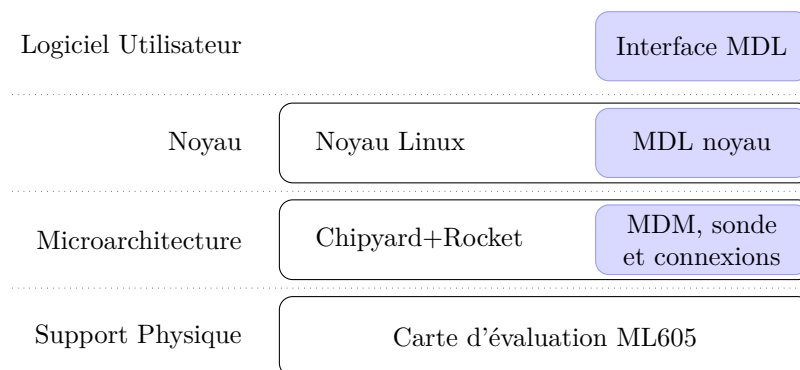 Logiciel Utilisateur
Interface MDL
Noyau
Noyau Linux
MDL noyau
Microarchitecture
Chipyard+Rocket
MDM, sonde
et connexions
Support Physique
Carte d'évaluation ML605